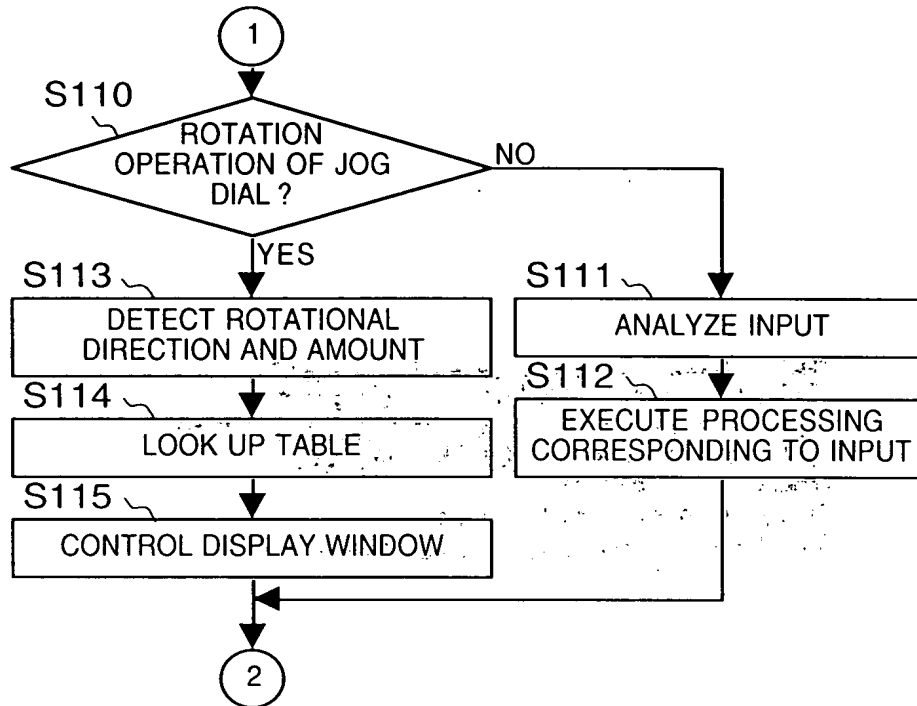 1
S110
ROTATION
OPERATION OF JOG
DIAL ?
NO
YES
S113
DETECT ROTATIONAL
DIRECTION AND AMOUNT
S114
LOOK UP TABLE
S115
CONTROL DISPLAY WINDOW
S111
ANALYZE INPUT
S112
EXECUTE PROCESSING
CORRESPONDING TO INPUT
2